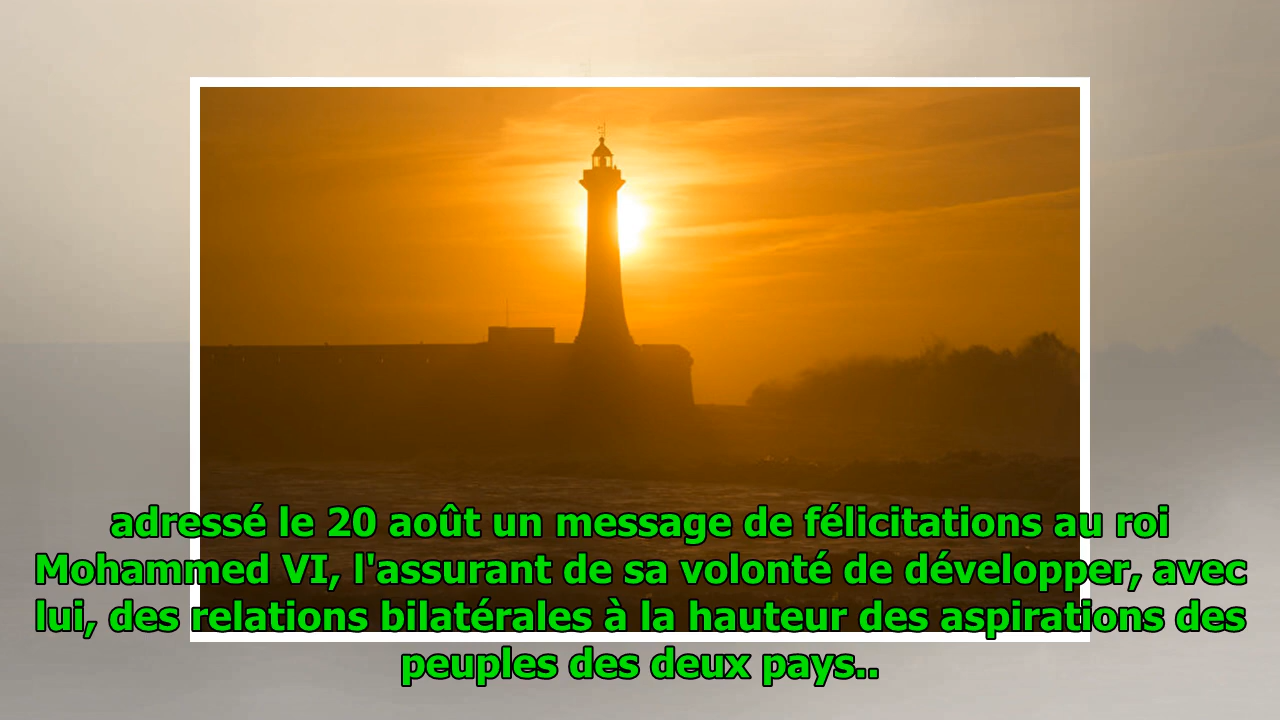 adressé le 20 août un message de félicitations au roi
Mohammed VI, l'assurant de sa volonté de développer, avec
lui, des relations bilatérales à la hauteur des aspirations des
peuples des deux pays..